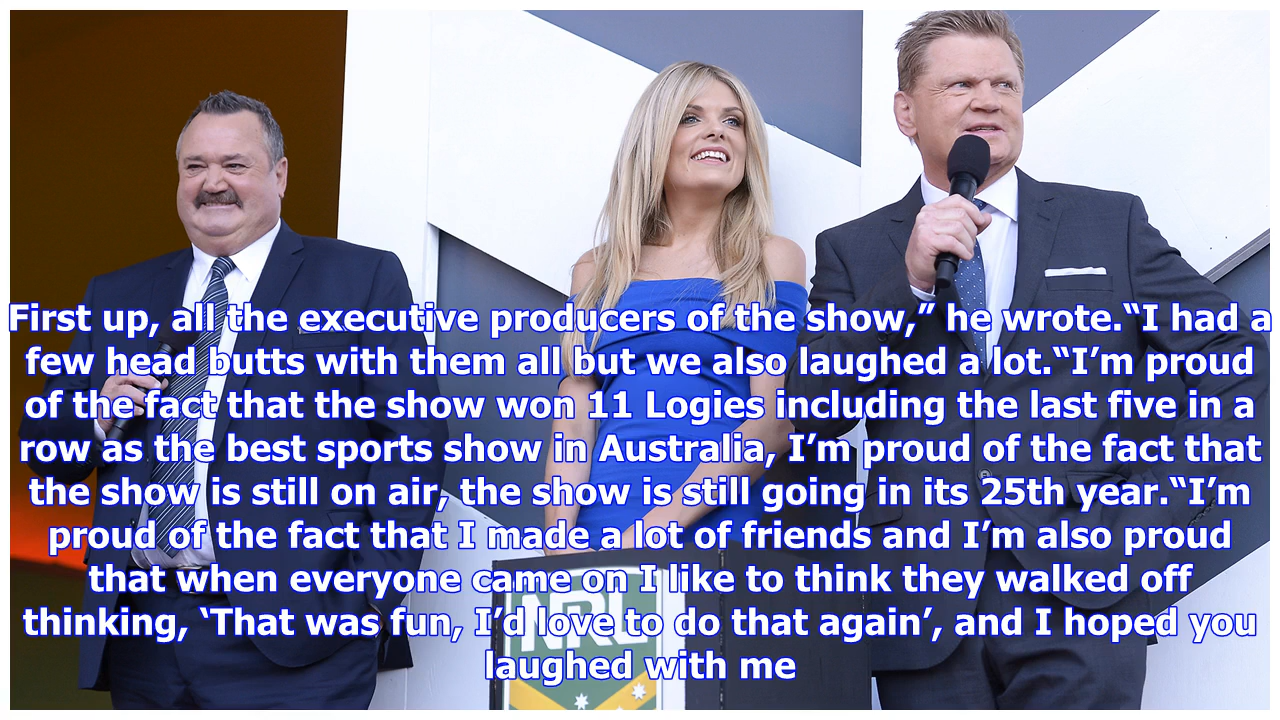 First up, all the executive producers of the show,” he wrote.“I had a
few head butts with them all but we also laughed a lot.“I’m proud
of the fact that the show won 11 Logies including the last five in a
row as the best sports show in Australia, I’m proud of the fact that
the show is still on air, the show is still going in its 25th year.“I’m
proud of the fact that I made a lot of friends and I’m also proud
that when everyone came on I like to think they walked off
thinking, ‘That was fun, I’d love to do that again’, and I hoped you
laughed with me
NRL